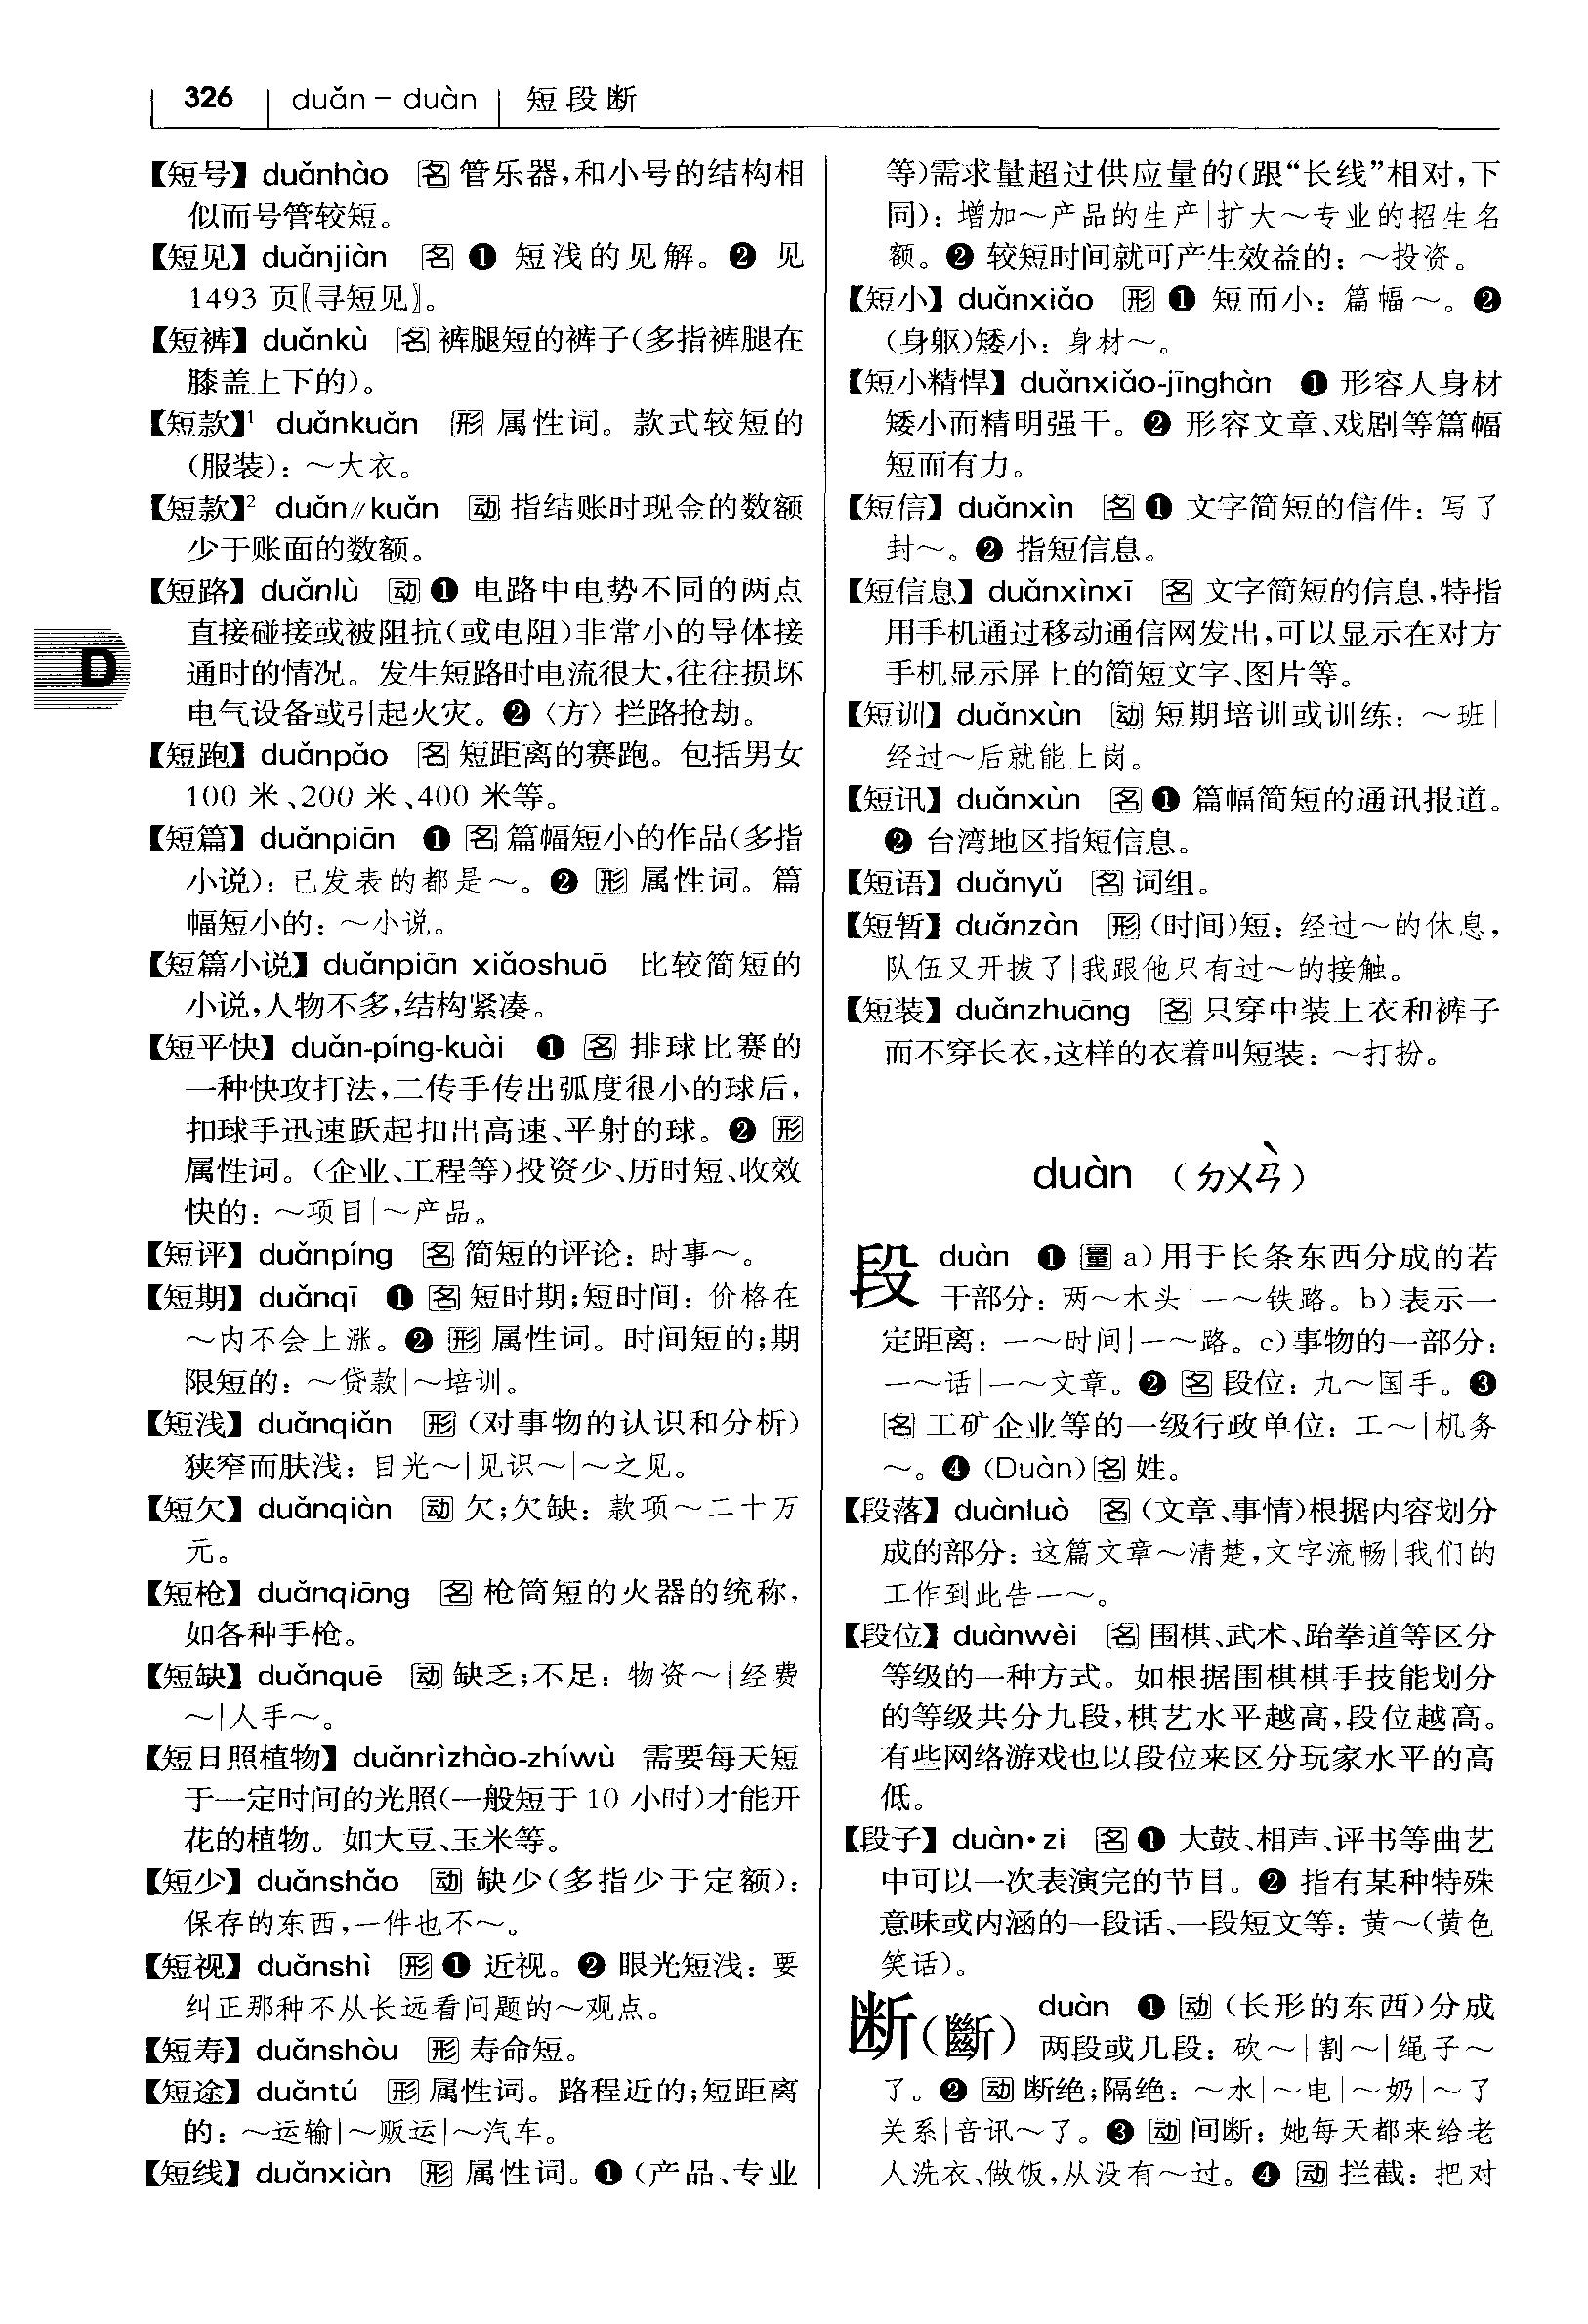 326 duǎn – duàn 短段断
【短号】 duǎnhào 名 管乐器,和小号的结构相
似而号管较短。
【短见】 duǎnjiàn 名 ❶ 短浅的见解。❷ 见
1493 页〖寻短见〗。
【短裤】 duǎnkù 名 裤腿短的裤子(多指裤腿在
膝盖上下的)。
【短款】¹ duǎnkuǎn 形 属性词。款式较短的
(服装):~大衣。
【短款】² duǎn//kuǎn 动 指结账时现金的数额
少于账面的数额。
【短路】 duǎnlù 动 ❶ 电路中电势不同的两点
直接碰接或被阻抗(或电阻)非常小的导体接
通时的情况。发生短路时电流很大,往往损坏
电气设备或引起火灾。❷〈方〉拦路抢劫。
【短跑】 duǎnpǎo 名 短距离的赛跑。包括男女
100 米、200 米、400 米等。
【短篇】 duǎnpiān ❶ 名 篇幅短小的作品(多指
小说):已发表的都是~。❷ 形 属性词。篇
幅短小的:~小说。
【短篇小说】 duǎnpiān xiǎoshuō 比较简短的
小说,人物不多,结构紧凑。
【短平快】 duǎn-píng-kuài ❶ 名 排球比赛的
一种快攻打法,二传手传出弧度很小的球后,
扣球手迅速跃起扣出高速、平射的球。❷ 形
属性词。(企业、工程等)投资少、历时短、收效
快的:~项目|~产品。
【短评】 duǎnpíng 名 简短的评论:时事~。
【短期】 duǎnqī ❶ 名 短时期;短时间:价格在
~内不会上涨。❷ 形 属性词。时间短的;期
限短的:~贷款|~培训。
【短浅】 duǎnqiǎn 形 (对事物的认识和分析)
狭窄而肤浅:目光~|见识~|~之见。
【短欠】 duǎnqiàn 动 欠;欠缺:款项~二十万
元。
【短枪】 duǎnqiāng 名 枪筒短的火器的统称,
如各种手枪。
【短缺】 duǎnquē 动 缺乏;不足:物资~|经费
~|人手~。
【短日照植物】 duǎnrìzhào-zhíwù 需要每天短
于一定时间的光照(一般短于 10 小时)才能开
花的植物。如大豆、玉米等。
【短少】 duǎnshǎo 动 缺少(多指少于定额):
保存的东西,一件也不~。
【短视】 duǎnshì 形 ❶ 近视。❷ 眼光短浅:要
纠正那种不从长远看问题的~观点。
【短寿】 duǎnshòu 形 寿命短。
【短途】 duǎntú 形 属性词。路程近的;短距离
的:~运输|~贩运|~汽车。
【短线】 duǎnxiàn 形 属性词。❶(产品、专业
等)需求量超过供应量的(跟“长线”相对,下
同):增加~产品的生产|扩大~专业的招生名
额。❷ 较短时间就可产生效益的:~投资。
【短小】 duǎnxiǎo 形 ❶ 短而小:篇幅~。❷
(身躯)矮小:身材~。
【短小精悍】 duǎnxiǎo-jīnghàn ❶ 形容人身材
矮小而精明强干。❷ 形容文章、戏剧等篇幅
短而有力。
【短信】 duǎnxìn 名 ❶ 文字简短的信件:写了
封~。❷ 指短信息。
【短信息】 duǎnxìnxī 名 文字简短的信息,特指
用手机通过移动通信网发出,可以显示在对方
手机显示屏上的简短文字、图片等。
【短训】 duǎnxùn 动 短期培训或训练:~班|
经过~后就能上岗。
【短讯】 duǎnxùn 名 ❶ 篇幅简短的通讯报道。
❷ 台湾地区指短信息。
【短语】 duǎnyǔ 名 词组。
【短暂】 duǎnzàn 形 (时间)短:经过~的休息,
队伍又开拔了|我跟他只有过~的接触。
【短装】 duǎnzhuāng 名 只穿中装上衣和裤子
而不穿长衣,这样的衣着叫短装:~打扮。
duàn (ㄉㄨㄢˋ)
段 duàn ❶ 量 a)用于长条东西分成的若
干部分:两~木头|一~铁路。b)表示一
定距离:一~时间|一~路。c)事物的一部分:
一~话|一~文章。❷ 名 段位:九~国手。❸
名 工矿企业等的一级行政单位:工~|机务
~。❹ (Duàn) 名 姓。
【段落】 duànluò 名 (文章、事情)根据内容划分
成的部分:这篇文章~清楚,文字流畅|我们的
工作到此告一~。
【段位】 duànwèi 名 围棋、武术、跆拳道等区分
等级的一种方式。如根据围棋棋手技能划分
的等级共分九段,棋艺水平越高,段位越高。
有些网络游戏也以段位来区分玩家水平的高
低。
【段子】 duàn·zi 名 ❶ 大鼓、相声、评书等曲艺
中可以一次表演完的节目。❷ 指有某种特殊
意味或内涵的一段话、一段短文等:黄~(黄色
笑话)。
断(斷) duàn ❶ 动 (长形的东西)分成
两段或几段:砍~|割~|绳子~
了。❷ 动 断绝;隔绝:~水|~电|~奶|~了
关系|音讯~了。❸ 动 间断:她每天都来给老
人洗衣、做饭,从没有~过。❹ 动 拦截:把对
D